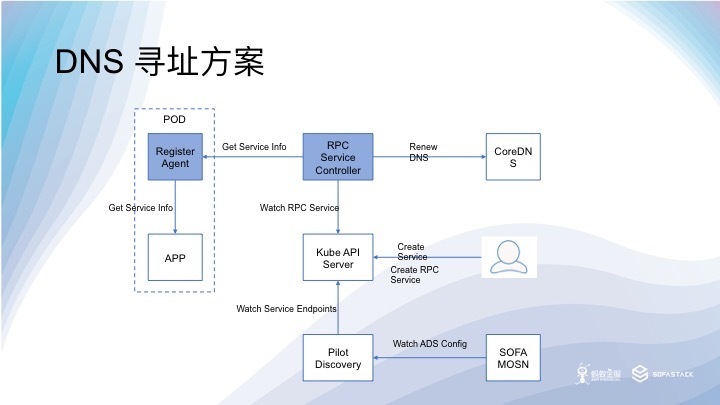 DNS 寻址方案
POD
Register
Agent
Get Service Info
RPC
Service
Controller
Renew
DNS
CoreDN
S
Get Service Info
Watch RPC Service
APP
Kube API
Server
Create
Service
Create RPC
Service
Watch Service Endpoints
Pilot
Discovery
Watch ADS Config
SOFA
MOSN
蚂蚁金服
SOFASTACK